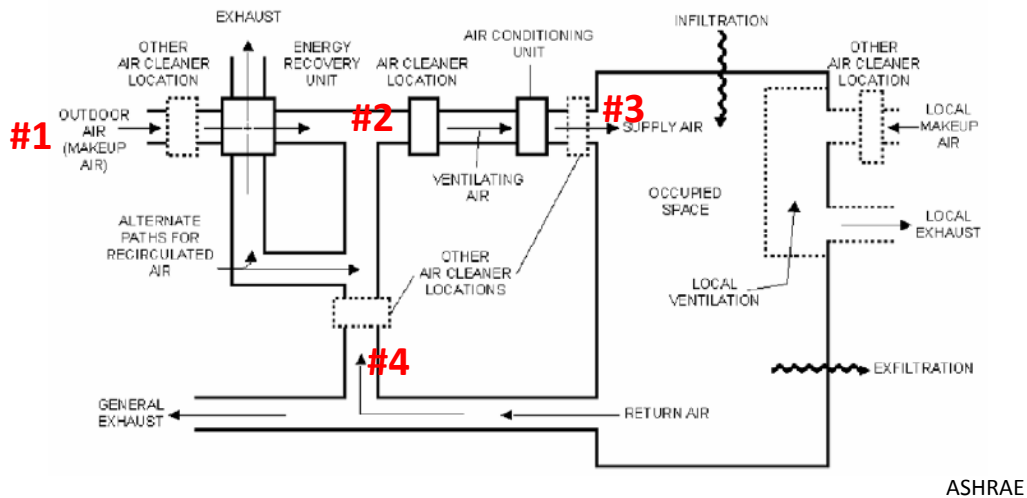 EXHAUST
OTHER
AIR CLEANER
LOCATION
ENERGY
RECOVERY
UNIT
AIR CLEANER
LOCATION
AIR CONDITIONING
UNIT
INFILTRATION
OTHER
AIR CLEANER
LOCATION
#1
OUTDOOR
AIR
(MAKEUP
AIR)
#2
#3
SUPPLY AIR
LOCAL
MAKEUP
AIR
VENTILATING
AIR
OCCUPIED
SPACE
ALTERNATE
PATHS FOR
RECIRCULATED
AIR
LOCAL
EXHAUST
OTHER
AIR CLEANER
LOCATIONS
LOCAL
VENTILATION
#4
EXFILTRATION
GENERAL
EXHAUST
RETURN AIR
ASHRAE